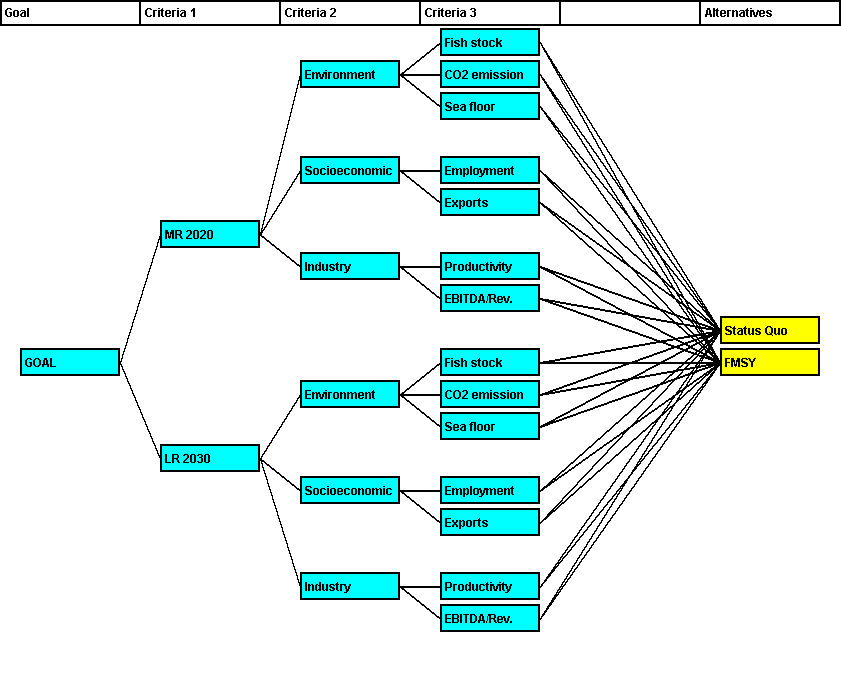 Goal
Criteria 1
Criteria 2
Criteria 3
Alternatives
Fish stock
Environment
CO2 emission
Sea floor
Socioeconomic
Employment
Exports
MR 2020
Industry
Productivity
EBITDA/Rev.
Status Quo
GOAL
Fish stock
FMSY
Environment
CO2 emission
Sea floor
LR 2030
Socioeconomic
Employment
Exports
Industry
Productivity
EBITDA/Rev.